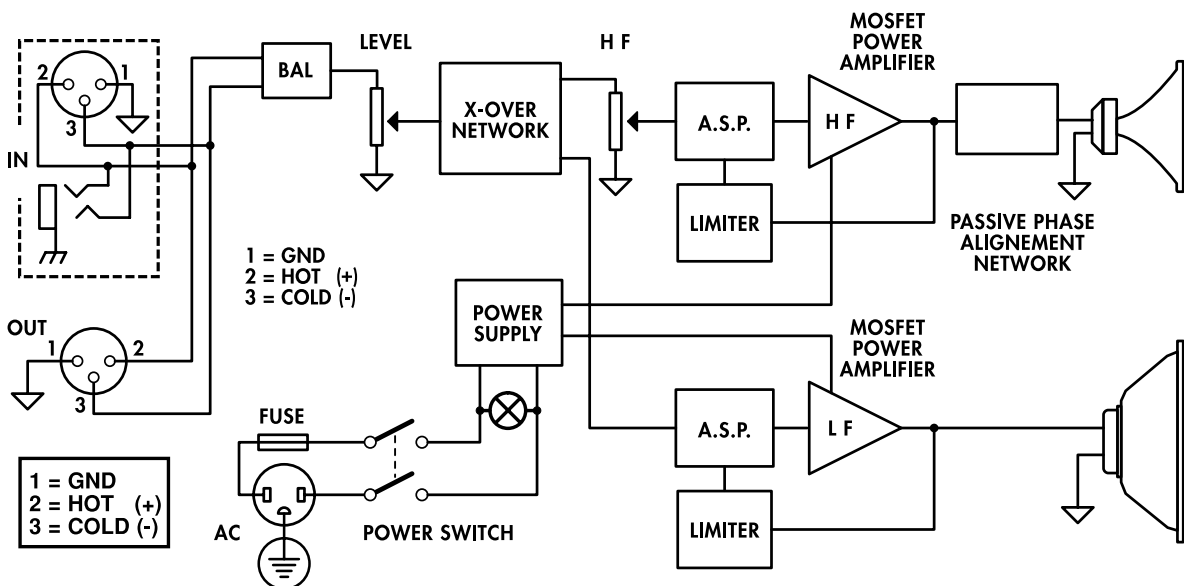 2
1
3
IN
BAL
LEVEL
X-OVER
NETWORK
H F
A.S.P.
LIMITER
MOSFET
POWER
AMPLIFIER
H F
PASSIVE PHASE
ALIGNEMENT
NETWORK
1 = GND
2 = HOT (+)
3 = COLD (-)
OUT
1
2
3
POWER
SUPPLY
MOSFET
POWER
AMPLIFIER
A.S.P.
L F
LIMITER
FUSE
AC
POWER SWITCH
1 = GND
2 = HOT (+)
3 = COLD (-)